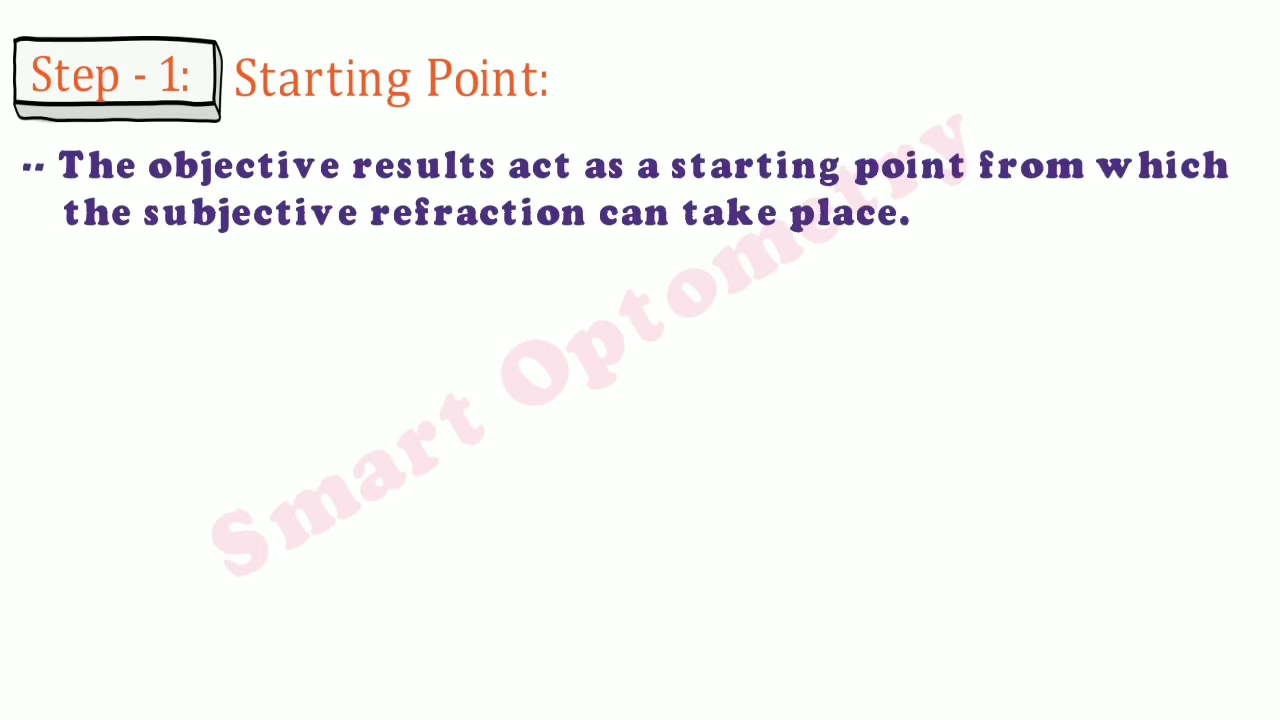 Step - 1: Starting Point:
-- The objective results act as a starting point from which
the subjective refraction can take place.
Smart Optometry